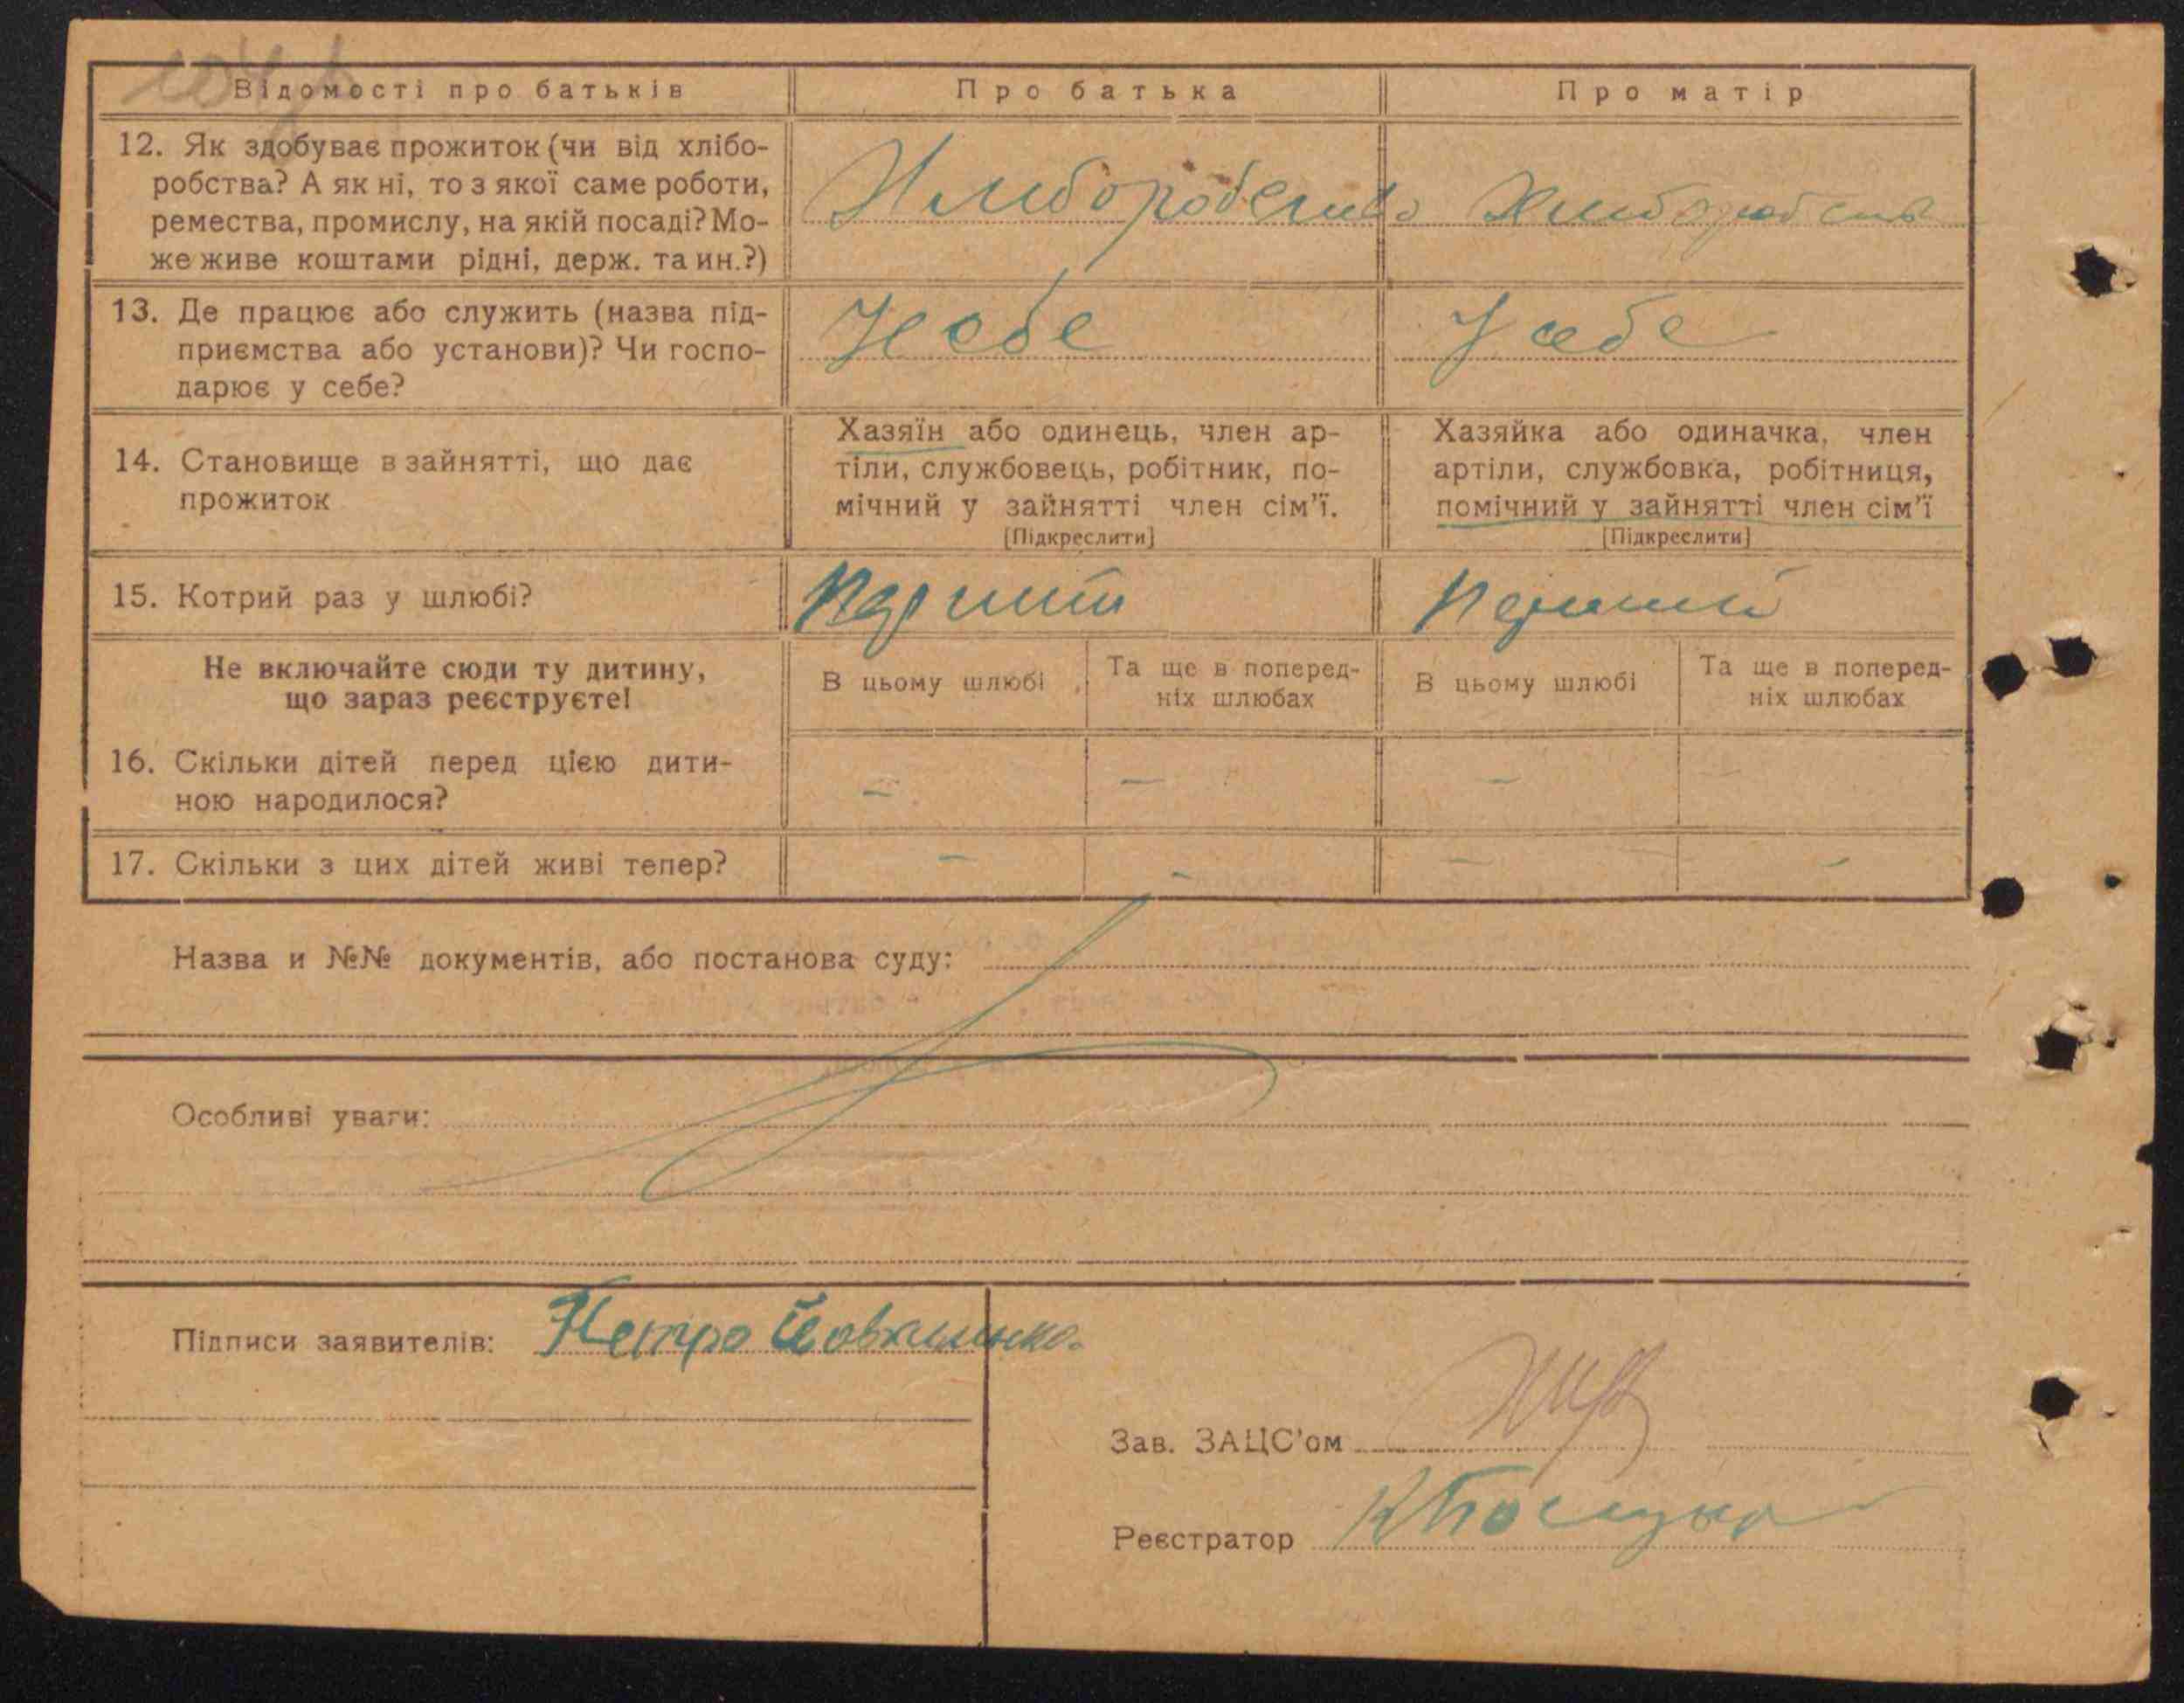 Відомості про батьків
Про батька
Про матір
12. Як здобуває прожиток (чи від хлібо-
робства? А як ні, то з якої саме роботи,
ремества, промислу, на якій посаді? Мо-
же живе коштами рідні, держ. та ин.?)
Хліборобство
Хліборобство
13. Де працює або служить (назва під-
приємства або установи)? Чи госпо-
дарює у себе?
У себе
У себе
14. Становище в зайнятті, що дає
прожиток
Хазяїн або одинець, член ар-
тіли, службовець, робітник, по-
мічний у зайнятті член сім’ї.
[Підкреслити]
Хазяйка або одиначка, член
артіли, службовка, робітниця,
помічний у зайнятті член сім’ї
[Підкреслити]
15. Котрий раз у шлюбі?
Перший
Перший
Не включайте сюди ту дитину,
що зараз реєструєте!
В цьому шлюбі
Та ще в поперед-
ніх шлюбах
В цьому шлюбі
Та ще в поперед-
ніх шлюбах
16. Скільки дітей перед цією дити-
ною народилося?
– – – –
17. Скільки з цих дітей живі тепер?
– – – –
Назва и №№ документів, або постанова суду:
Особливі уваги:
Підписи заявителів: Петро
Зав. ЗАЦС’ом
Реєстратор